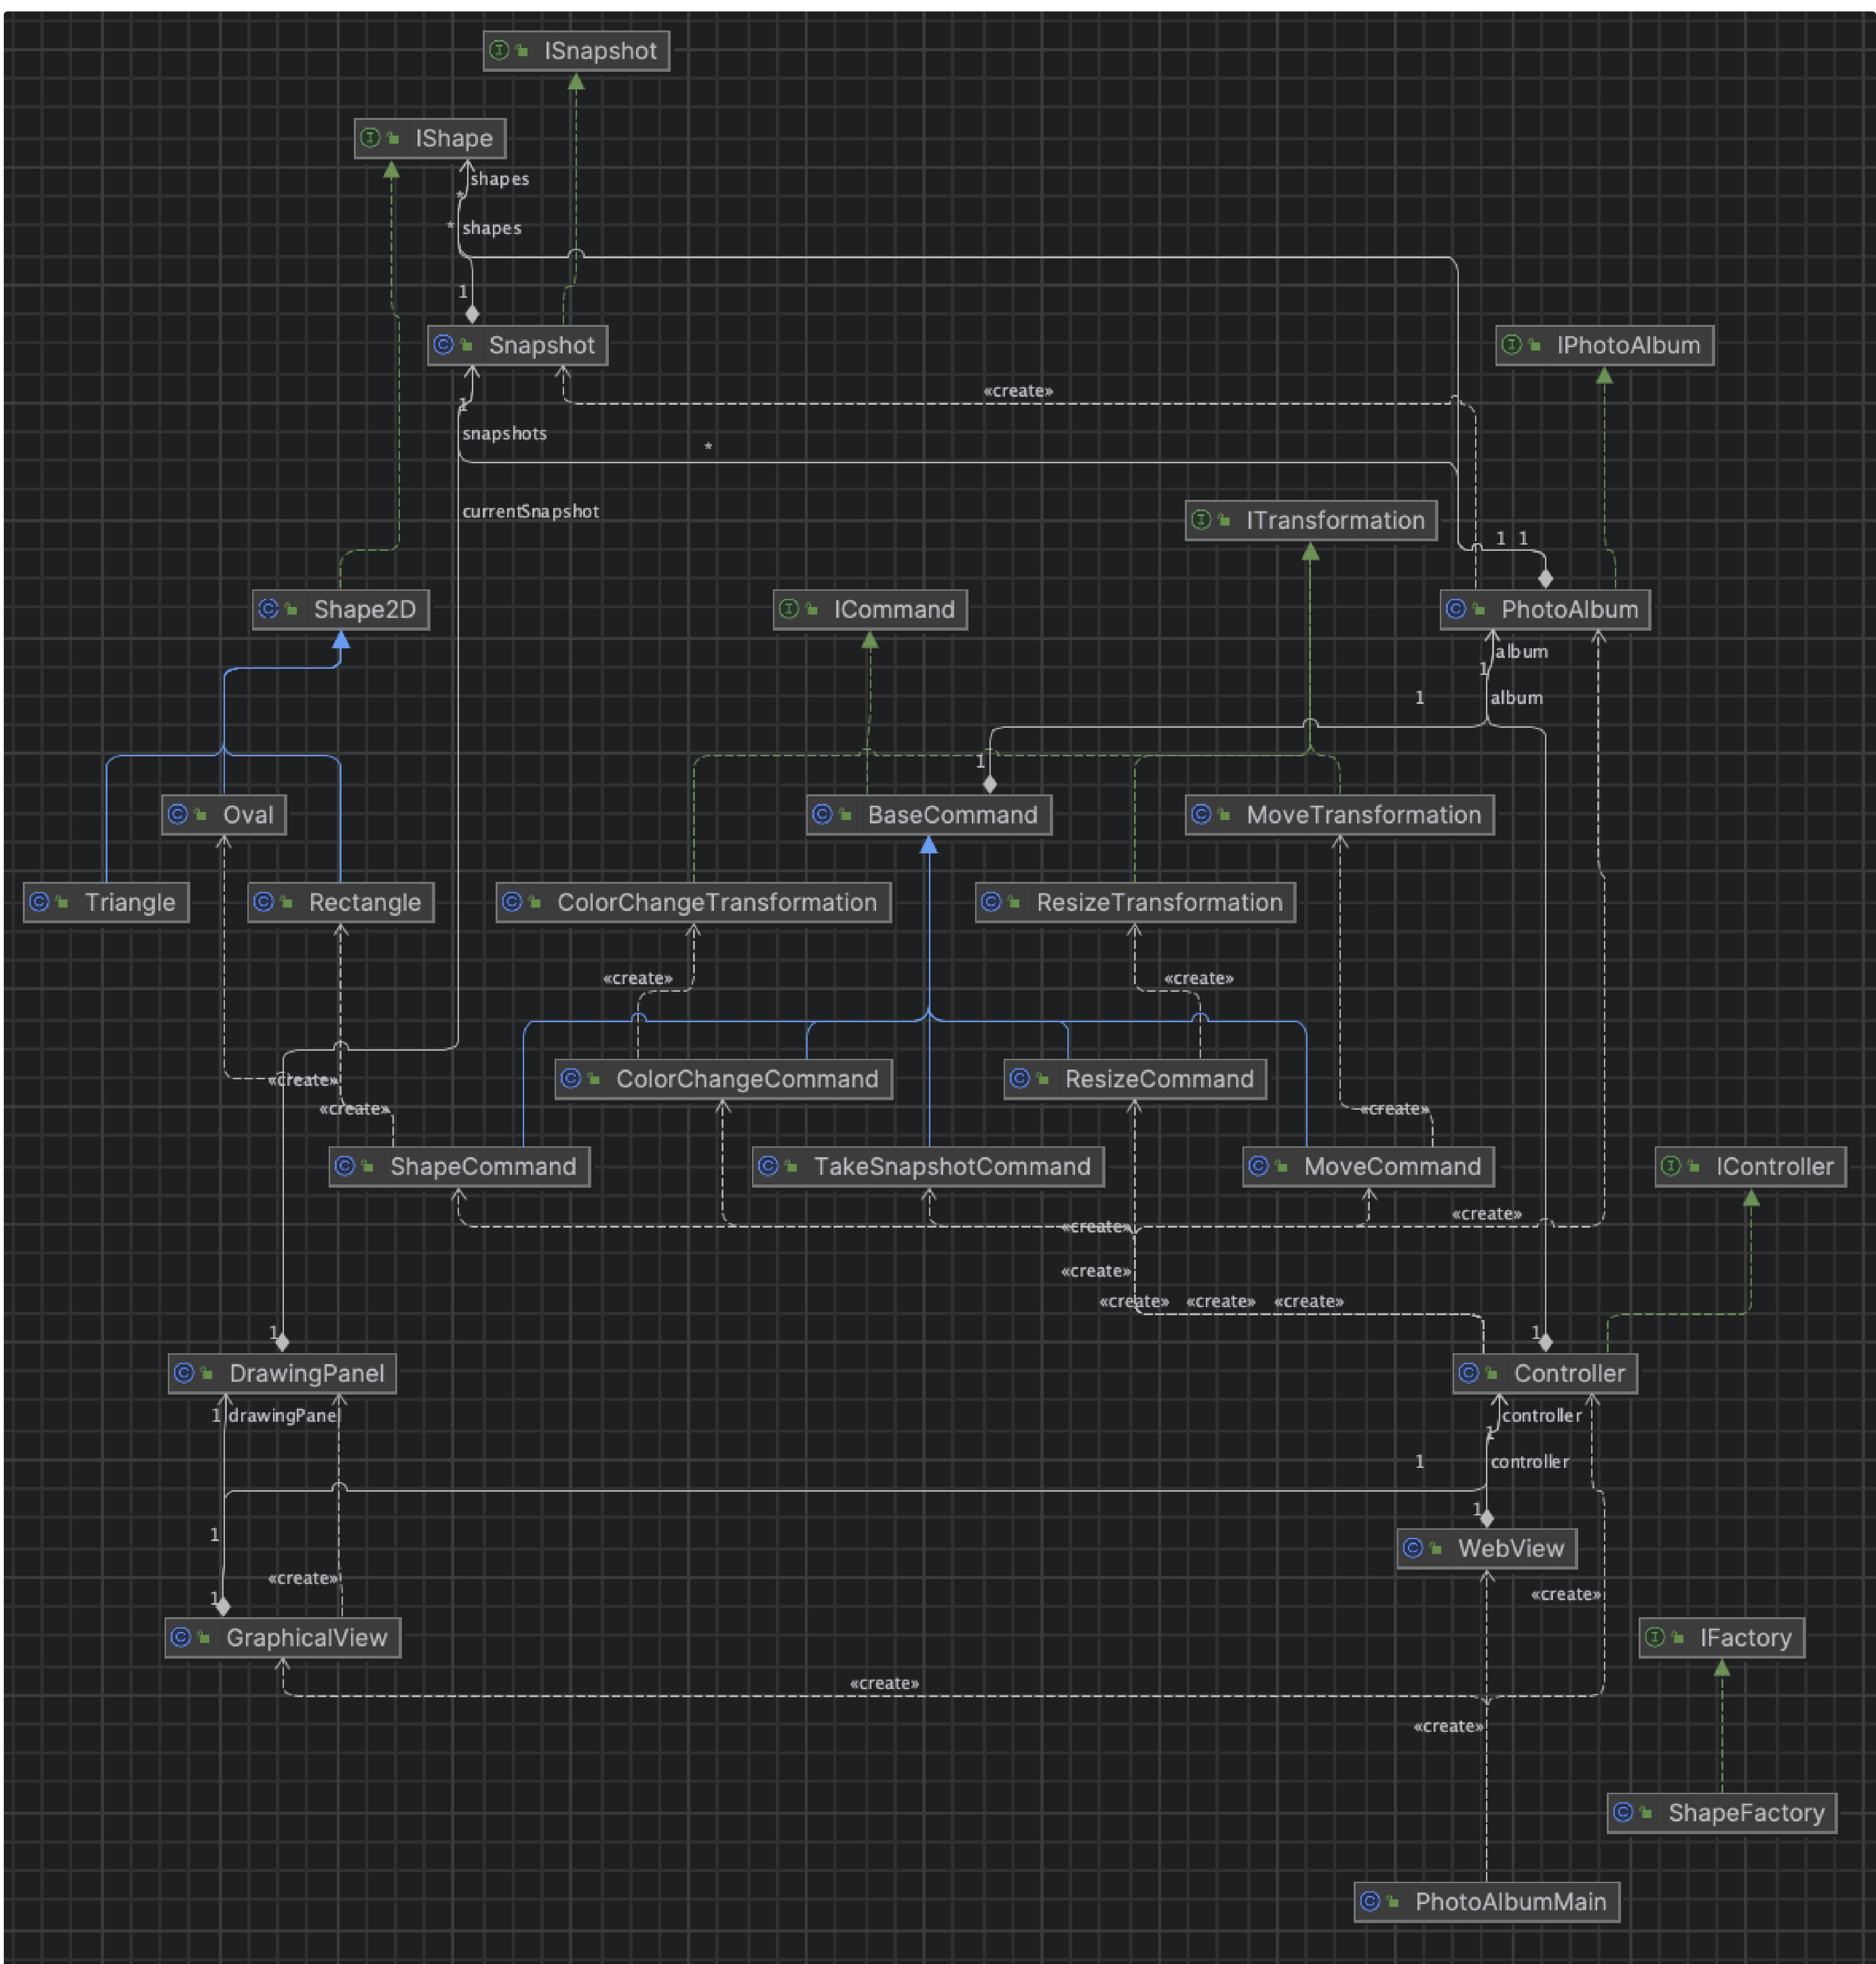 ISnapshot
IShape
shapes
*
* shapes
1
Snapshot
IPhotoAlbum
«create»
1
snapshots
*
currentSnapshot
ITransformation
1 1
Shape2D
ICommand
PhotoAlbum
album
1
1 album
1
Oval
BaseCommand
MoveTransformation
Triangle
Rectangle
ColorChangeTransformation
ResizeTransformation
«create»
«create»
ColorChangeCommand
ResizeCommand
«create»
«create»
«create»
ShapeCommand
TakeSnapshotCommand
MoveCommand
IController
«create»
«create»
«create»
«create» «create» «create»
1
1
DrawingPanel
Controller
1 drawingPanel
controller
1
1 controller
1
1
WebView
«create»
«create»
1
GraphicalView
IFactory
«create»
«create»
ShapeFactory
PhotoAlbumMain